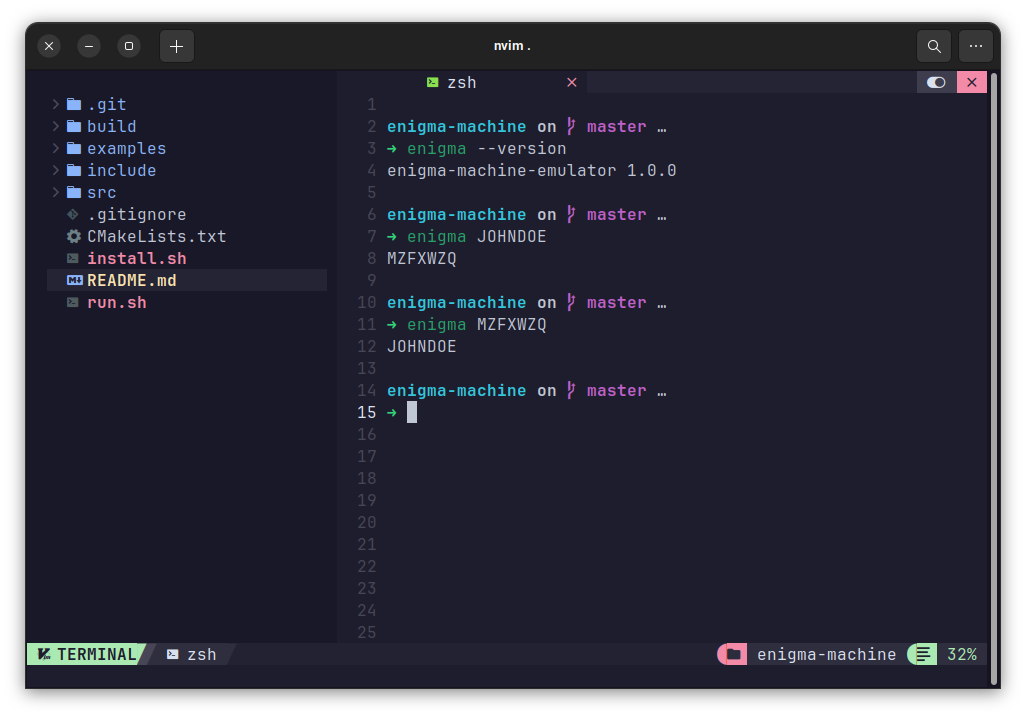 nvim .
zsh
.git
build
examples
include
src
.gitignore
CMakeLists.txt
install.sh
README.md
run.sh
1
2 enigma-machine on master …
3 → enigma --version
4 enigma-machine-emulator 1.0.0
5
6 enigma-machine on master …
7 → enigma JOHNDOE
8 MZFXWZQ
9
10 enigma-machine on master …
11 → enigma MZFXWZQ
12 JOHNDOE
13
14 enigma-machine on master …
15 →
16
17
18
19
20
21
22
23
24
25
TERMINAL zsh enigma-machine 32%